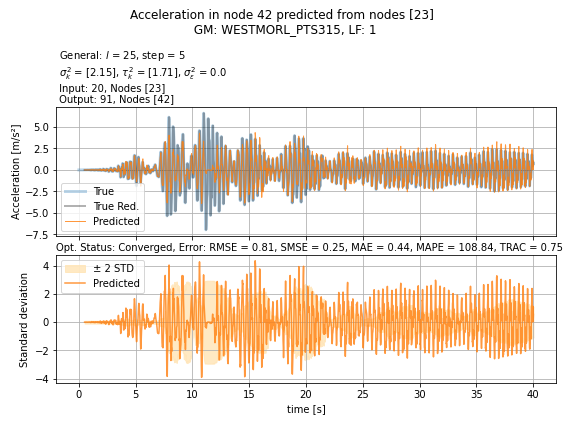 Acceleration in node 42 predicted from nodes [23]
GM: WESTMORL_PTS315, LF: 1
General: l = 25, step = 5
σ²ₖ = [2.15], τ²ₖ = [1.71], σ²ε = 0.0
Input: 20, Nodes [23]
Output: 91, Nodes [42]
Acceleration [m/s²]
5.0
2.5
0.0
−2.5
−5.0
−7.5
True
True Red.
Predicted
Opt. Status: Converged, Error: RMSE = 0.81, SMSE = 0.25, MAE = 0.44, MAPE = 108.84, TRAC = 0.75
Standard deviation
4
2
0
−2
−4
± 2 STD
Predicted
0 5 10 15 20 25 30 35 40
time [s]